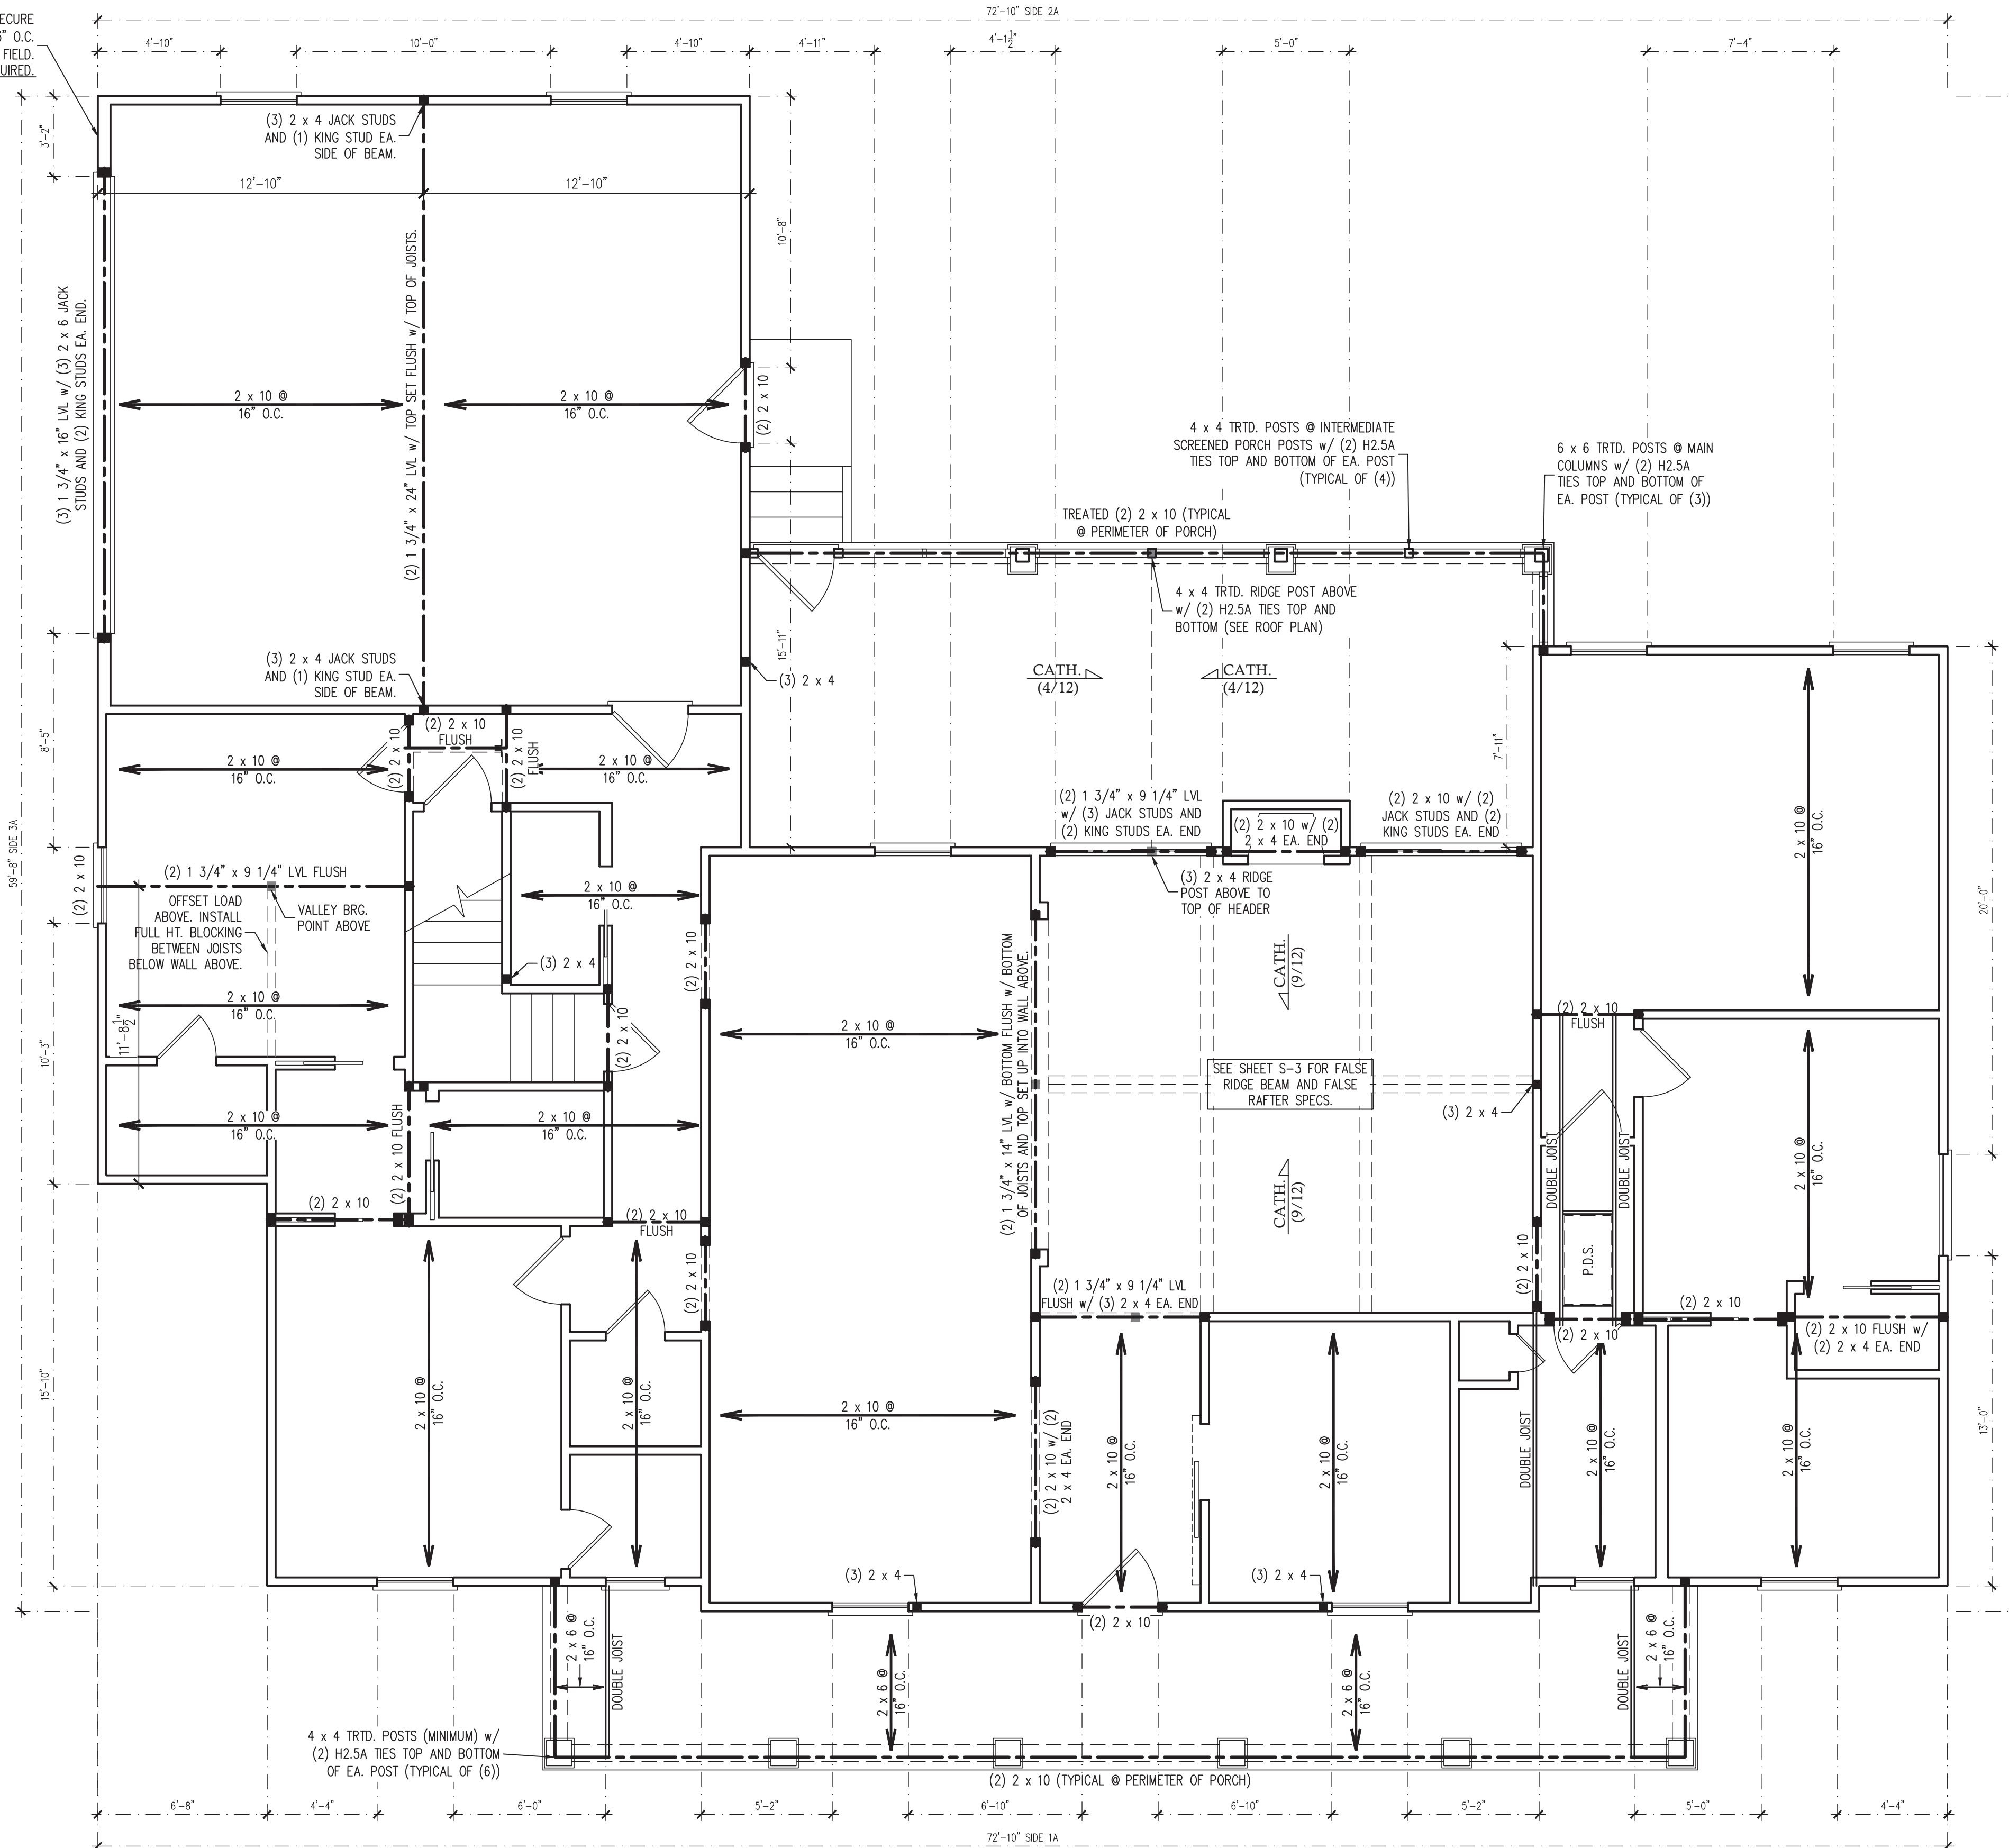 72'-10" SIDE 2A
ECURE
" O.C.
FIELD.
UIRED.
4'-10"
10'-0"
4'-10"
4'-11"
4'-1 1/2"
5'-0"
7'-4"
3'-2"
(3) 2 x 4 JACK STUDS
AND (1) KING STUD EA.
SIDE OF BEAM.
12'-10"
12'-10"
10'-8"
(3) 1 3/4" x 16" LVL w/ (3) 2 x 6 JACK
STUDS AND (2) KING STUDS EA. END.
(2) 1 3/4" x 24" LVL w/ TOP SET FLUSH w/ TOP OF JOISTS.
2 x 10 @
16" O.C.
2 x 10 @
16" O.C.
(2) 2 x 10
4 x 4 TRTD. POSTS @ INTERMEDIATE
SCREENED PORCH POSTS w/ (2) H2.5A
TIES TOP AND BOTTOM OF EA. POST
(TYPICAL OF (4))
6 x 6 TRTD. POSTS @ MAIN
COLUMNS w/ (2) H2.5A
TIES TOP AND BOTTOM OF
EA. POST (TYPICAL OF (3))
TREATED (2) 2 x 10 (TYPICAL
@ PERIMETER OF PORCH)
4 x 4 TRTD. RIDGE POST ABOVE
w/ (2) H2.5A TIES TOP AND
BOTTOM (SEE ROOF PLAN)
15'-11"
(3) 2 x 4 JACK STUDS
AND (1) KING STUD EA.
SIDE OF BEAM.
(3) 2 x 4
CATH.
(4/12)
CATH.
(4/12)
7'-11"
8'-5"
(2) 2 x 10
FLUSH
(2) 2 x 10
(2) 2 x 10
FLUSH
2 x 10 @
16" O.C.
2 x 10 @
16" O.C.
59'-8" SIDE 3A
(2) 1 3/4" x 9 1/4" LVL
w/ (3) JACK STUDS AND
(2) KING STUDS EA. END
(2) 2 x 10 w/ (2)
2 x 4 EA. END
(2) 2 x 10 w/ (2)
JACK STUDS AND (2)
KING STUDS EA. END
2 x 10 @
16" O.C.
20'-0"
(2) 2 x 10
(2) 1 3/4" x 9 1/4" LVL FLUSH
OFFSET LOAD
ABOVE. INSTALL
FULL HT. BLOCKING
BETWEEN JOISTS
BELOW WALL ABOVE.
VALLEY BRG.
POINT ABOVE
2 x 10 @
16" O.C.
(3) 2 x 4 RIDGE
POST ABOVE TO
TOP OF HEADER
(2) 2 x 10
(3) 2 x 4
CATH.
(9/12)
2 x 10 @
16" O.C.
11'-8 1/2"
10'-3"
(2) 2 x 10
2 x 10 @
16" O.C.
(2) 1 3/4" x 14" LVL w/ BOTTOM FLUSH w/ BOTTOM
OF JOISTS AND TOP SET UP INTO WALL ABOVE.
(2) 2 x 10
FLUSH
SEE SHEET S-3 FOR FALSE
RIDGE BEAM AND FALSE
RAFTER SPECS.
(3) 2 x 4
2 x 10 @
16" O.C.
2 x 10 @
16" O.C.
2 x 10 @
16" O.C.
(2) 2 x 10 FLUSH
DOUBLE JOIST
DOUBLE JOIST
CATH.
(9/12)
(2) 2 x 10
(2) 2 x 10
FLUSH
P.D.S.
(2) 2 x 10
(2) 2 x 10
(2) 1 3/4" x 9 1/4" LVL
FLUSH w/ (3) 2 x 4 EA. END
(2) 2 x 10
(2) 2 x 10
(2) 2 x 10 FLUSH w/
(2) 2 x 4 EA. END
15'-10"
13'-0"
2 x 10 @
16" O.C.
2 x 10 @
16" O.C.
2 x 10 @
16" O.C.
(2) 2 x 10 w/ (2)
2 x 4 EA. END
2 x 10 @
16" O.C.
2 x 10 @
16" O.C.
DOUBLE JOIST
2 x 10 @
16" O.C.
2 x 10 @
16" O.C.
(3) 2 x 4
(3) 2 x 4
(2) 2 x 10
2 x 6 @
16" O.C.
DOUBLE JOIST
2 x 6 @
16" O.C.
2 x 6 @
16" O.C.
DOUBLE JOIST
2 x 6 @
16" O.C.
4 x 4 TRTD. POSTS (MINIMUM) w/
(2) H2.5A TIES TOP AND BOTTOM
OF EA. POST (TYPICAL OF (6))
(2) 2 x 10 (TYPICAL @ PERIMETER OF PORCH)
6'-8"
4'-4"
6'-0"
5'-2"
6'-10"
6'-10"
5'-2"
5'-0"
4'-4"
72'-10" SIDE 1A